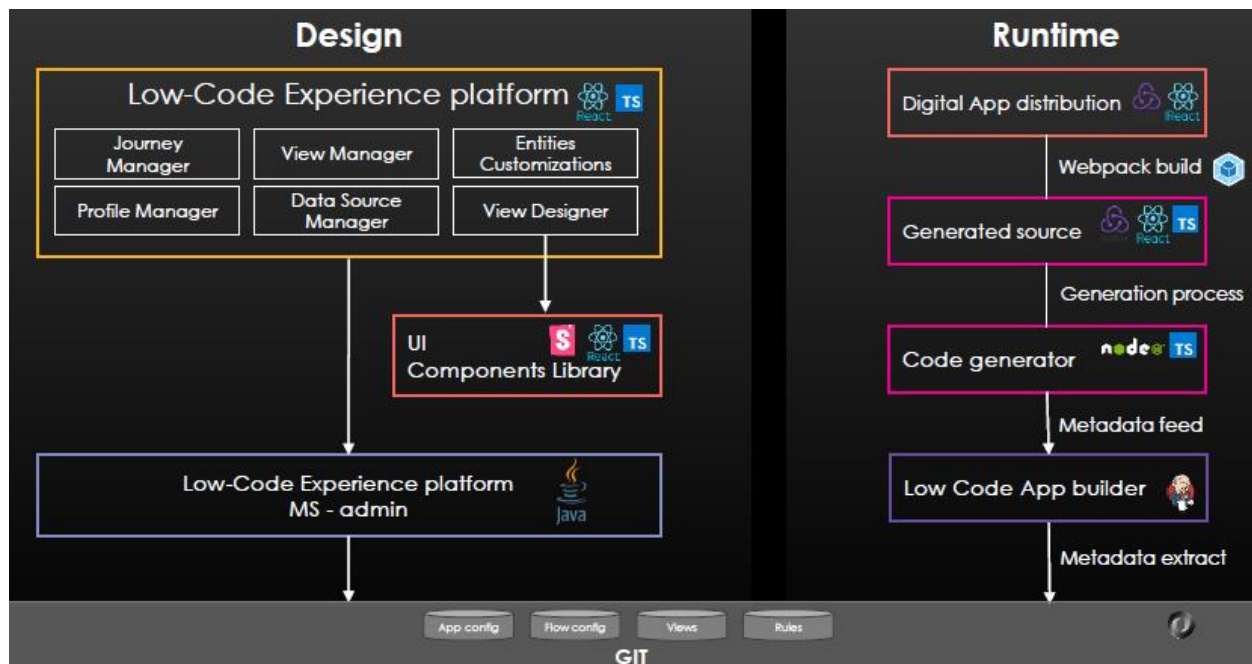 Design
Low-Code Experience platform
React
TS
Journey
Manager
View Manager
Entities
Customizations
Profile Manager
Data Source
Manager
View Designer
UI
Components Library
S
React
TS
Low-Code Experience platform
MS - admin
Java
Runtime
Digital App distribution
React
Webpack build
Generated source
React
TS
Generation process
Code generator
node
TS
Metadata feed
Low Code App builder
Metadata extract
App config
Flow config
Views
Rules
GIT